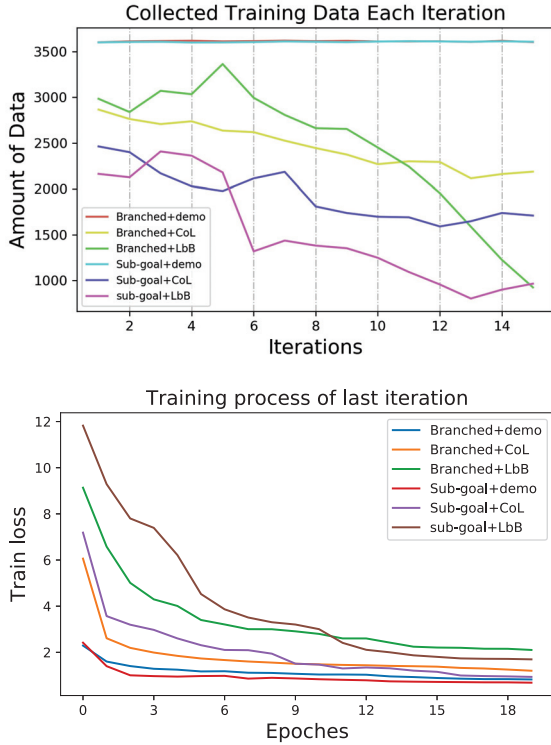 Collected Training Data Each Iteration
Amount of Data
3500
3000
2500
2000
1500
1000
Branched+demo
Branched+CoL
Branched+LbB
Sub-goal+demo
Sub-goal+CoL
sub-goal+LbB
2 4 6 8 10 12 14
Iterations
Training process of last iteration
Train loss
12
10
8
6
4
2
Branched+demo
Branched+CoL
Branched+LbB
Sub-goal+demo
Sub-goal+CoL
sub-goal+LbB
0 3 6 9 12 15 18
Epoches